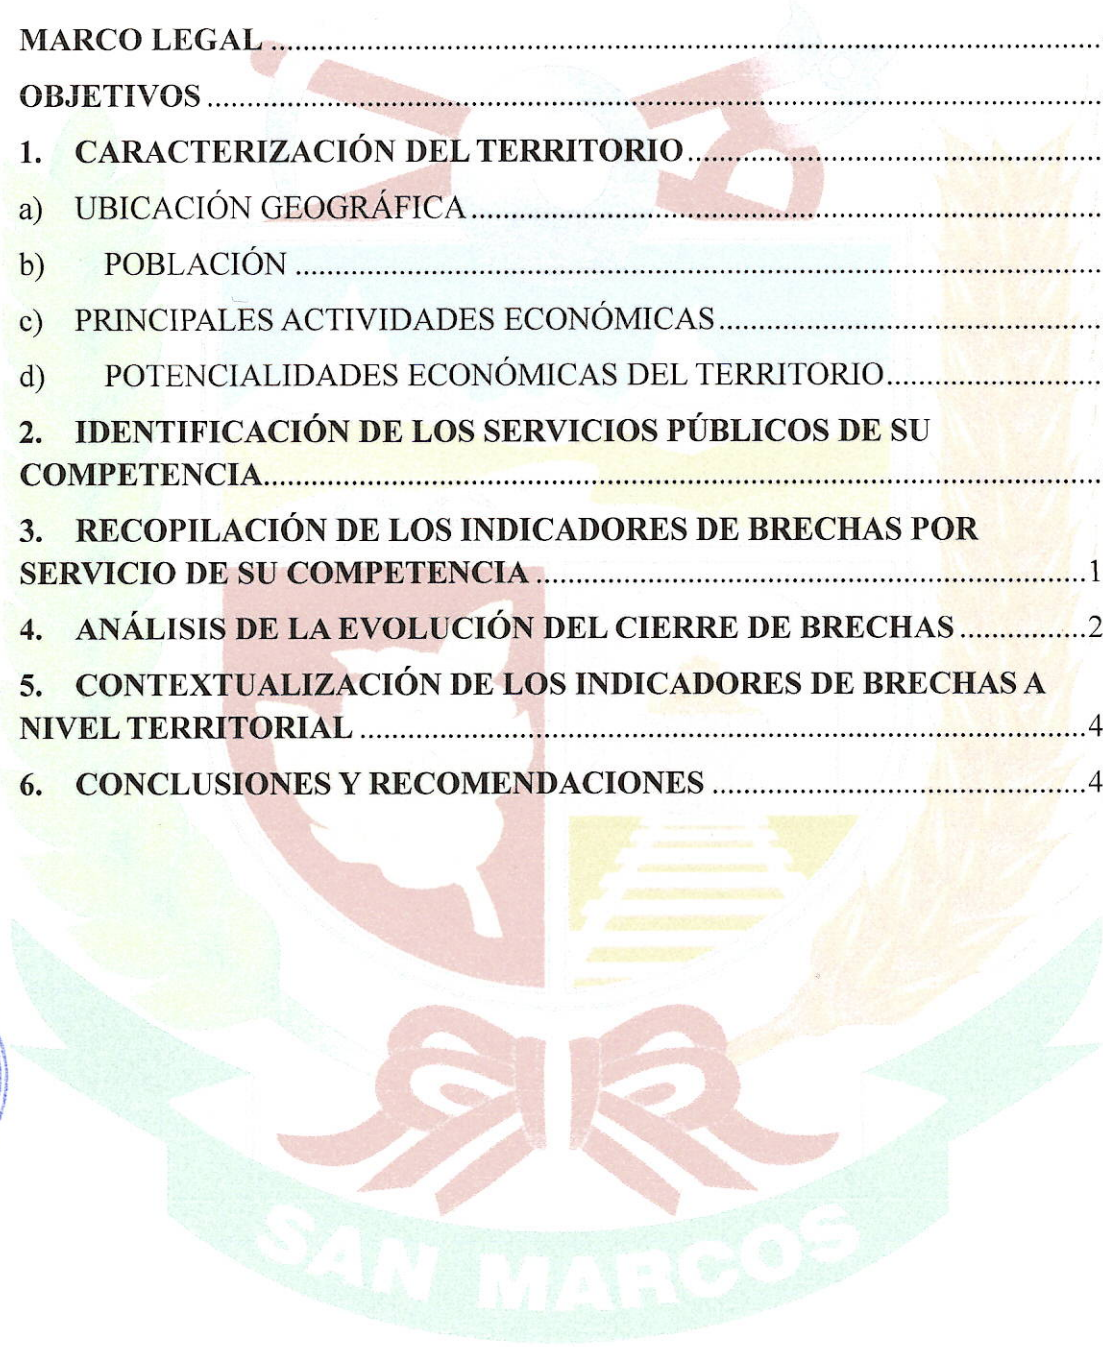 MARCO LEGAL ........................................................................................................
OBJETIVOS ........................................................................................................
1. CARACTERIZACIÓN DEL TERRITORIO ........................................................
a) UBICACIÓN GEOGRÁFICA ........................................................................
b) POBLACIÓN ........................................................................................
c) PRINCIPALES ACTIVIDADES ECONÓMICAS ................................................
d) POTENCIALIDADES ECONÓMICAS DEL TERRITORIO ..............................
2. IDENTIFICACIÓN DE LOS SERVICIOS PÚBLICOS DE SU
COMPETENCIA ........................................................................................
3. RECOPILACIÓN DE LOS INDICADORES DE BRECHAS POR
SERVICIO DE SU COMPETENCIA ................................................................ 1
4. ANÁLISIS DE LA EVOLUCIÓN DEL CIERRE DE BRECHAS .............. 2
5. CONTEXTUALIZACIÓN DE LOS INDICADORES DE BRECHAS A
NIVEL TERRITORIAL ........................................................................ 4
6. CONCLUSIONES Y RECOMENDACIONES ........................................ 4
SAN MARCOS